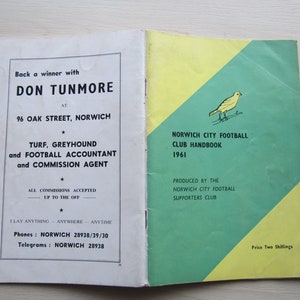 Back a winner with
DON TUNMORE
AT
96 OAK STREET, NORWICH
TURF, GREYHOUND
and FOOTBALL ACCOUNTANT
and COMMISSION AGENT
ALL COMMISSIONS ACCEPTED
UP TO THE OFF
I LAY ANYTHING — ANYWHERE — ANYTIME
Phones : NORWICH 28938/39/30
Telegrams : NORWICH 28938
NORWICH CITY FOOTBALL
CLUB HANDBOOK
1961
PRODUCED BY THE
NORWICH CITY FOOTBALL
SUPPORTERS CLUB
Price Two Shillings